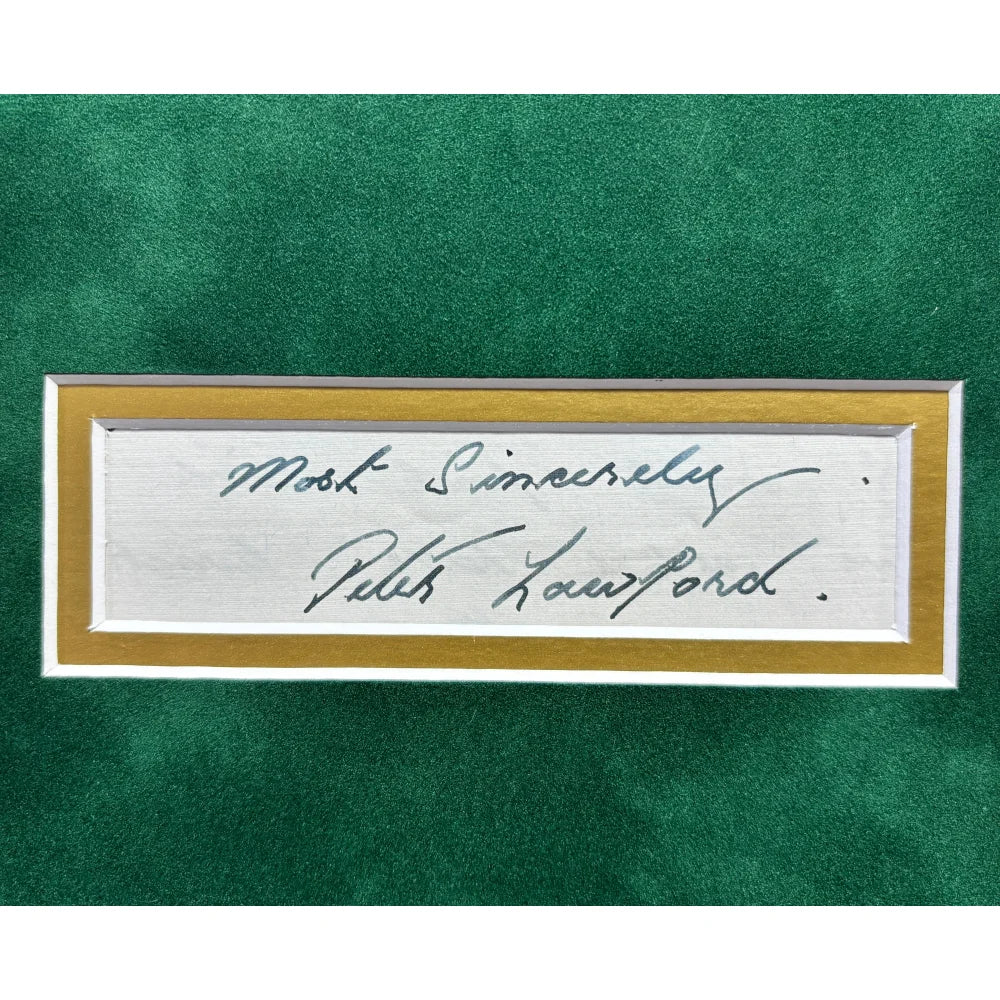 Most Sincerely .
Peter Lawford .